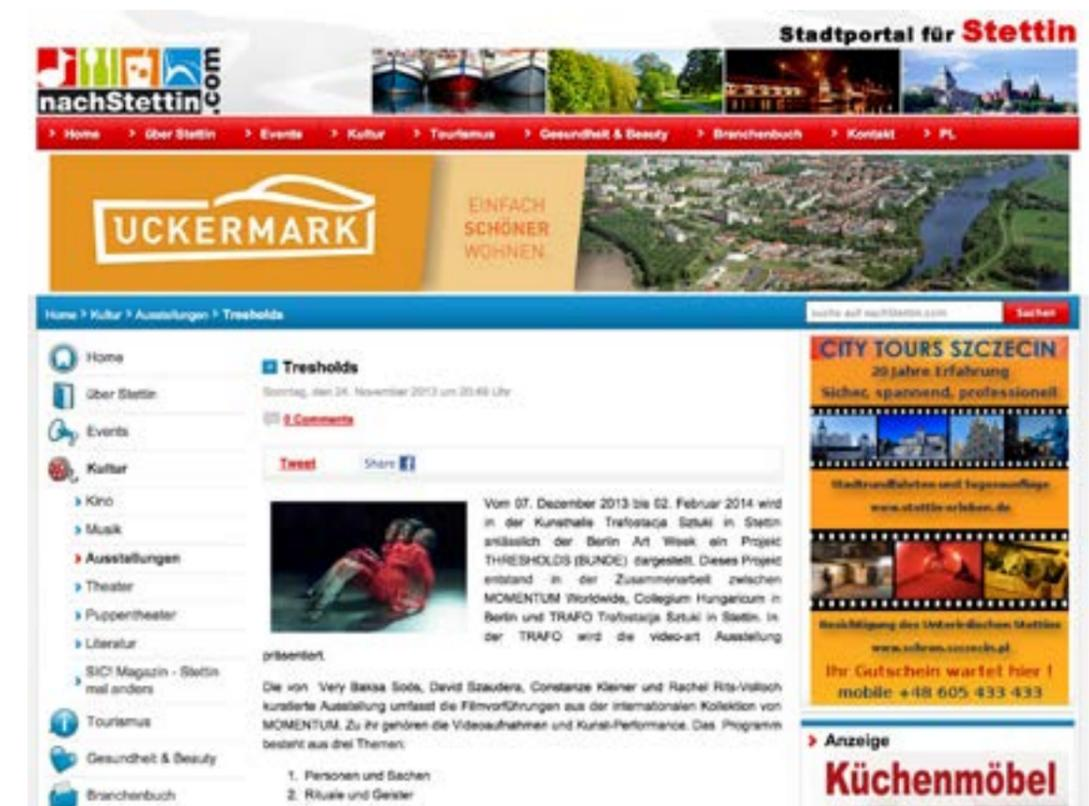 Stadtportal für Stettin
nachStettin.com
> Home > über Stettin > Events > Kultur > Tourismus > Gesundheit & Beauty > Branchenbuch > Kontakt > PL
UCKERMARK
EINFACH
SCHÖNER
WOHNEN.
Home > Kultur > Ausstellungen > Tresholds
suche auf nachStettin.com
Suchen
Home
über Stettin
Events
Kultur
Kino
Musik
Ausstellungen
Theater
Puppentheater
Literatur
SIC! Magazin - Stettin
mal anders
Tourismus
Gesundheit & Beauty
Branchenbuch
Tresholds
Sonntag, den 24. November 2013 um 20:49 Uhr
0 Comments
Tweet Share
Vom 07. Dezember 2013 bis 02. Februar 2014 wird
in der Kunsthalle Trafostacja Sztuki in Stettin
anlässlich der Berlin Art Week ein Projekt
THRESHOLDS (BUNDE) dargestellt. Dieses Projekt
entstand in der Zusammenarbeit zwischen
MOMENTUM Worldwide, Collegium Hungaricum in
Berlin und TRAFO Trafostacja Sztuki in Stettin. In
der TRAFO wird die video-art Ausstellung
präsentiert.
Die von Very Baksa Soós, David Szaudera, Constanze Kleiner und Rachel Rits-Volloch
kuratierte Ausstellung umfasst die Filmvorführungen aus der internationalen Kollektion von
MOMENTUM. Zu ihr gehören die Videoaufnahmen und Kunst-Performance. Das Programm
besteht aus drei Themen:
1. Personen und Sachen
2. Rituale und Geister
CITY TOURS SZCZECIN
20 Jahre Erfahrung
Sicher, spannend, professionell
Stadtrundfahrten und Tagesausflüge
www.stettin-erleben.de
Besichtigung des Unterirdischen Stettins
www.schron.szczecin.pl
Ihr Gutschein wartet hier !
mobile +48 605 433 433
Anzeige
Küchenmöbel